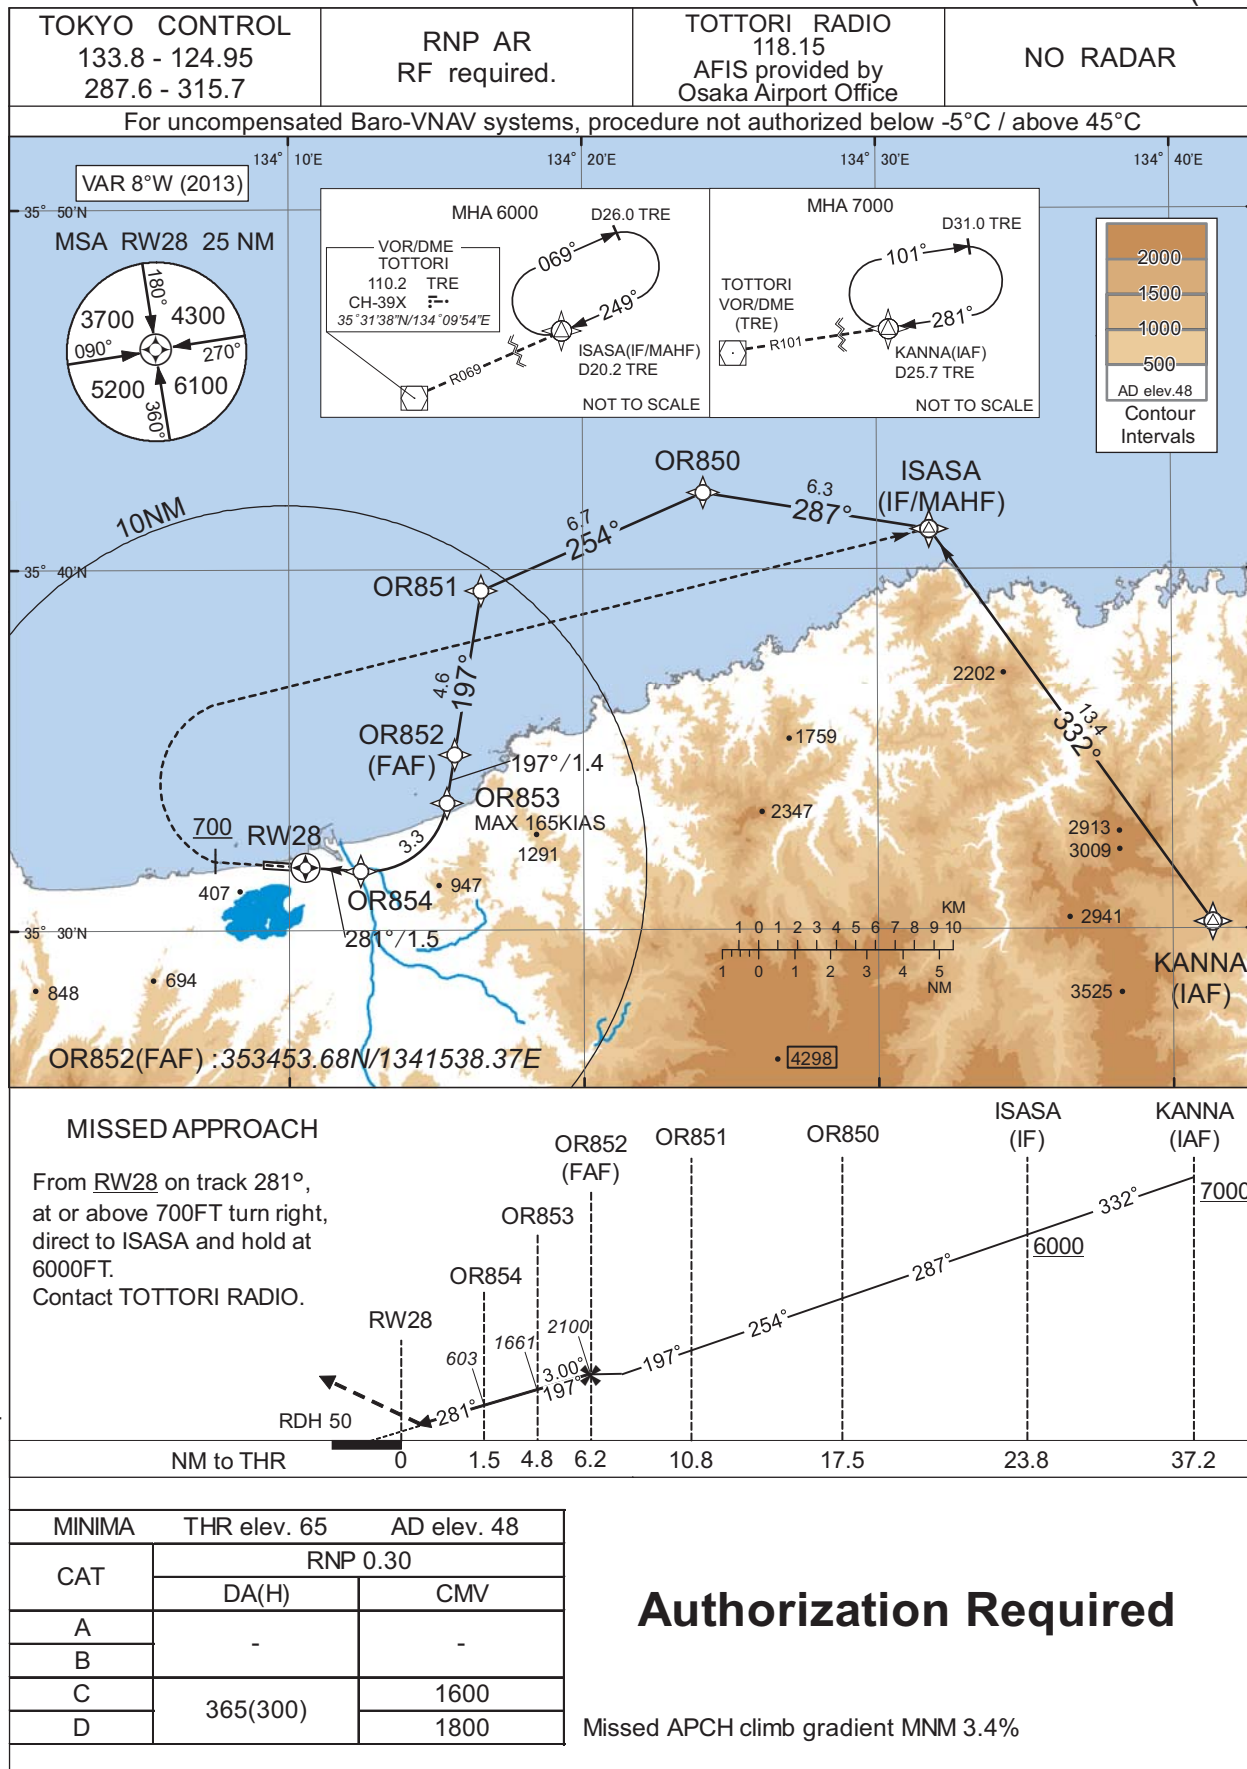 TOKYO CONTROL
133.8 - 124.95
287.6 - 315.7
RNP AR
RF required.
TOTTORI RADIO
118.15
AFIS provided by
Osaka Airport Office
NO RADAR
For uncompensated Baro-VNAV systems, procedure not authorized below -5°C / above 45°C
134° 10'E
134° 20'E
134° 30'E
134° 40'E
VAR 8°W (2013)
35° 50'N
MSA RW28 25 NM
180°
3700
4300
090°
270°
5200
6100
360°
MHA 6000
D26.0 TRE
VOR/DME
TOTTORI
110.2 TRE
CH-39X
35°31'38"N/134°09'54"E
069°
249°
R069
ISASA(IF/MAHF)
D20.2 TRE
NOT TO SCALE
MHA 7000
D31.0 TRE
101°
TOTTORI
VOR/DME
(TRE)
281°
R101
KANNA(IAF)
D25.7 TRE
NOT TO SCALE
2000
1500
1000
500
AD elev.48
Contour
Intervals
OR850
ISASA
(IF/MAHF)
6.3
287°
10NM
6.7
254°
35° 40'N
OR851
4.6
197°
2202
13.4
332°
OR852
(FAF)
1759
197°/1.4
OR853
MAX 165KIAS
2347
700
RW28
3.3
1291
2913
3009
407
OR854
947
2941
281°/1.5
35° 30'N
KM
1 0 1 2 3 4 5 6 7 8 9 10
1 0 1 2 3 4 5
NM
KANNA
(IAF)
694
848
3525
OR852(FAF) :353453.68N/1341538.37E
4298
MISSED APPROACH
From RW28 on track 281°,
at or above 700FT turn right,
direct to ISASA and hold at
6000FT.
Contact TOTTORI RADIO.
RW28
OR854
OR853
OR852
(FAF)
OR851
OR850
ISASA
(IF)
KANNA
(IAF)
7000
332°
6000
287°
254°
2100
1661
603
197°
3.00°
197°
281°
RDH 50
NM to THR 0 1.5 4.8 6.2 10.8 17.5 23.8 37.2
MINIMA THR elev. 65 AD elev. 48
CAT
RNP 0.30
DA(H) CMV
A
B
- -
C
D
365(300)
1600
1800
Authorization Required
Missed APCH climb gradient MNM 3.4%